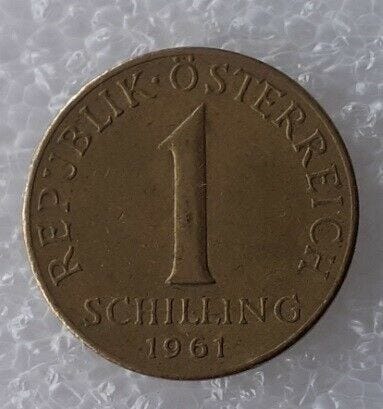 REPUBLIK·ÖSTERREICH
1
SCHILLING
1961